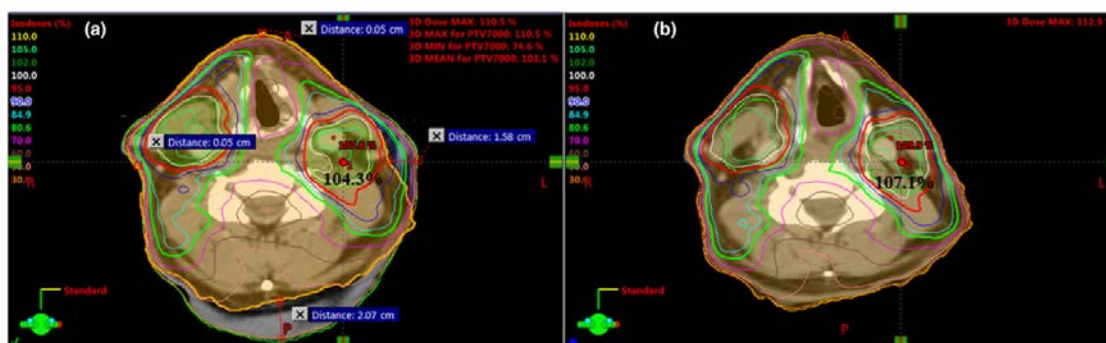 Isodoses (%)
110.0
105.0
102.0
100.0
95.0
90.0
84.9
80.6
70.0
30.
(a)
Distance: 0.05 cm
A
3D Dose MAX: 110.5 %
3D MAX for PTV7000: 110.5 %
3D MIN for PTV7000: 74.6 %
3D MEAN for PTV7000: 103.1 %
Distance: 0.05 cm
Distance: 1.58 cm
104.3%
R
L
Standard
Distance: 2.07 cm
P
Isodoses (%)
110.0
105.0
102.0
100.0
95.0
90.0
84.9
80.6
70.0
30.
(b)
A
3D Dose MAX: 112.9
107.1%
R
L
Standard
P